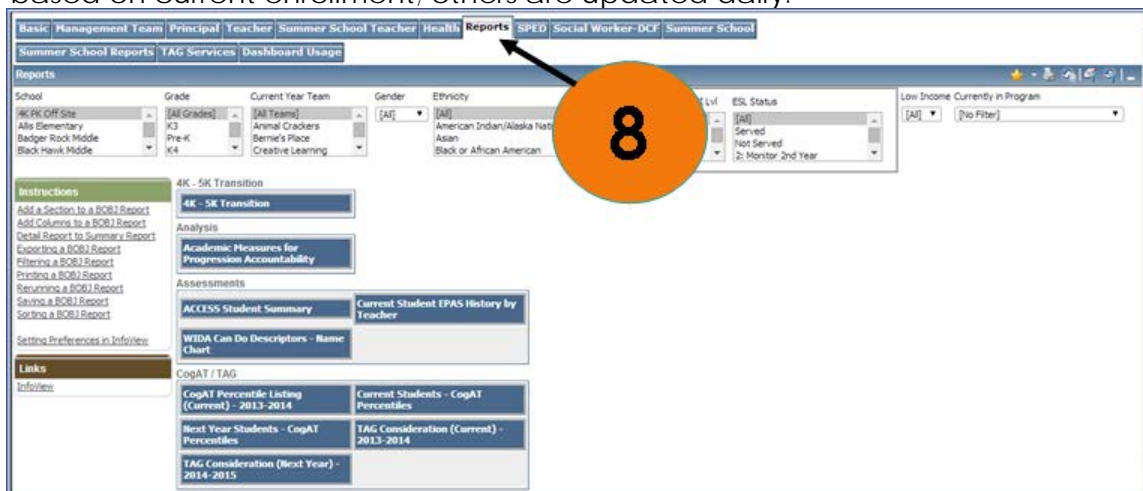 based on current enrollment, others are updated daily.
Basic Management Team Principal Teacher Summer School Teacher Health Reports SPED Social Worker-DCF Summer School
Summer School Reports TAG Services Dashboard Usage
Reports
School Grade Current Year Team Gender Ethnicity Lvl ESL Status Low Income Currently in Program
4K PK Off Site [All Grades] [All Teams] [All] [All] [All] [All] [No Filter]
Allis Elementary K3 Animal Crackers American Indian/Alaska Nati Served
Badger Rock Middle Pre-K Bernie's Place Asian Not Served
Black Hawk Middle K4 Creative Learning Black or African American 2: Monitor 2nd Year
8
Instructions
Add a Section to a BOBJ Report
Add Columns to a BOBJ Report
Detail Report to Summary Report
Exporting a BOBJ Report
Filtering a BOBJ Report
Printing a BOBJ Report
Rerunning a BOBJ Report
Saving a BOBJ Report
Sorting a BOBJ Report
Setting Preferences in InfoView
Links
InfoView
4K - 5K Transition
4K - 5K Transition
Analysis
Academic Measures for
Progression Accountability
Assessments
ACCESS Student Summary
Current Student EPAS History by
Teacher
WIDA Can Do Descriptors - Name
Chart
CogAT / TAG
CogAT Percentile Listing
(Current) - 2013-2014
Current Students - CogAT
Percentiles
Next Year Students - CogAT
Percentiles
TAG Consideration (Current) -
2013-2014
TAG Consideration (Next Year) -
2014-2015